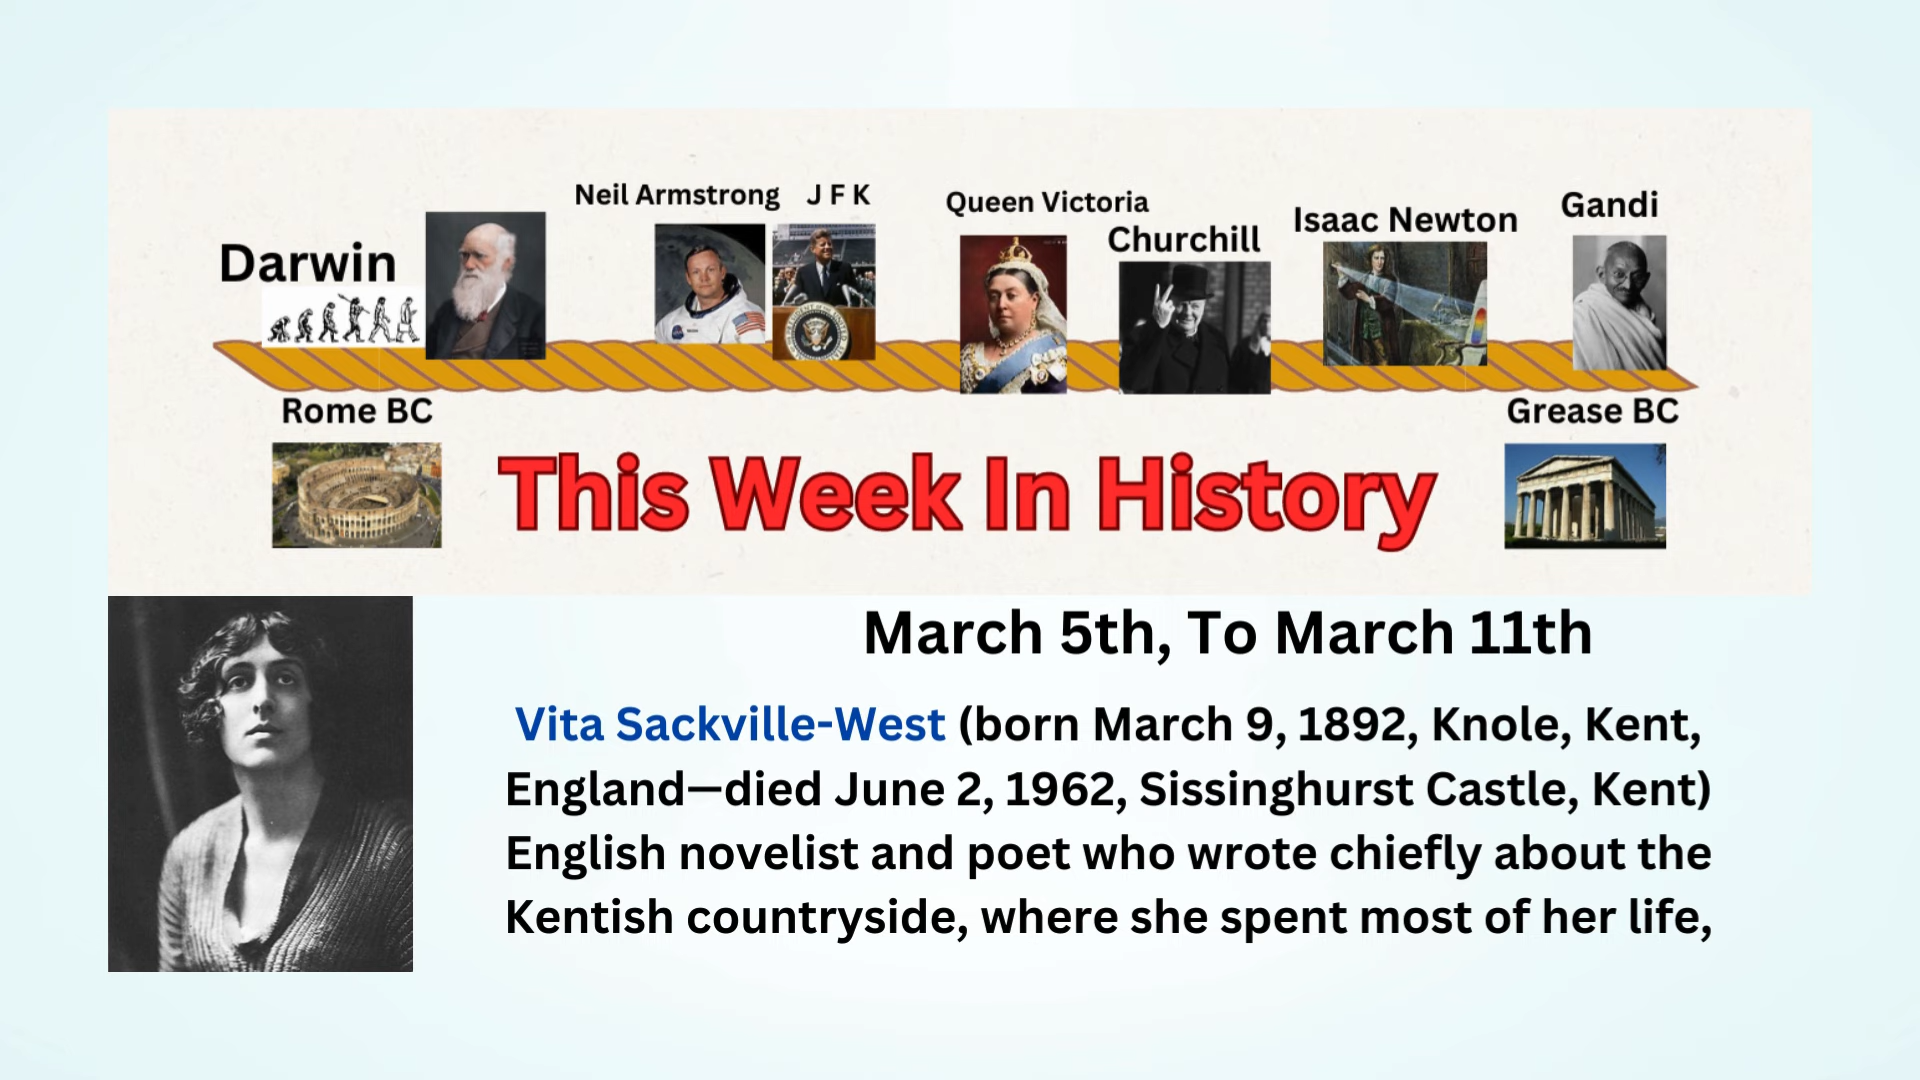 Neil Armstrong J F K
Queen Victoria
Gandi
Isaac Newton
Churchill
Darwin
Rome BC
Grease BC
This Week In History
March 5th, To March 11th
Vita Sackville-West (born March 9, 1892, Knole, Kent,
England—died June 2, 1962, Sissinghurst Castle, Kent)
English novelist and poet who wrote chiefly about the
Kentish countryside, where she spent most of her life,